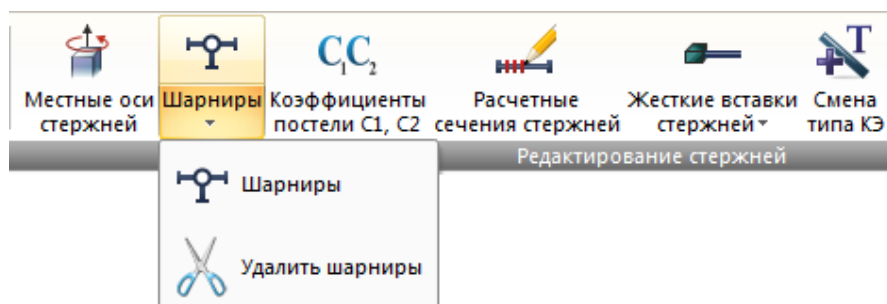 C₁C₂
T
Местные оси Шарниры Коэффициенты Расчетные Жесткие вставки Смена
стержней постели C1, C2 сечения стержней стержней типа КЭ
Редактирование стержней
Шарниры
Удалить шарниры